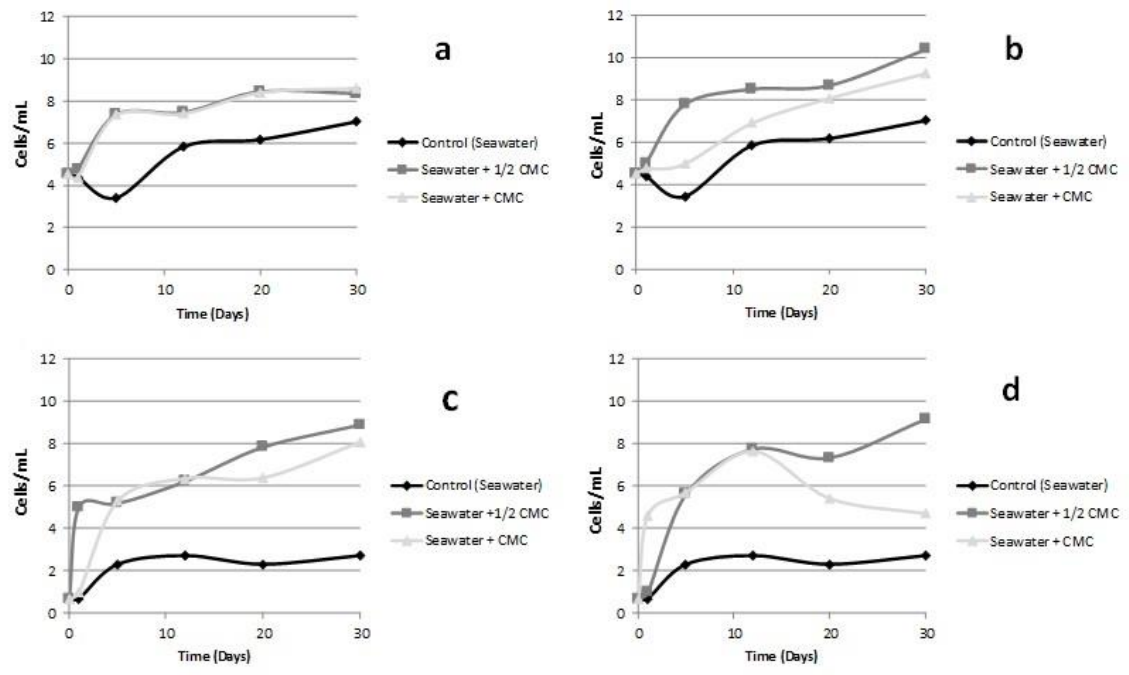 a
12
10
8
6
4
2
0
Cells/mL
0 10 20 30
Time (Days)
Control (Seawater)
Seawater + 1/2 CMC
Seawater + CMC
b
12
10
8
6
4
2
0
Cells/mL
0 10 20 30
Time (Days)
Control (Seawater)
Seawater + 1/2 CMC
Seawater + CMC
c
12
10
8
6
4
2
0
Cells/mL
0 10 20 30
Time (Days)
Control (Seawater)
Seawater +1/2 CMC
Seawater + CMC
d
12
10
8
6
4
2
0
Cells/mL
0 10 20 30
Time (Days)
Control (Seawater)
Seawater + 1/2 CMC
Seawater + CMC